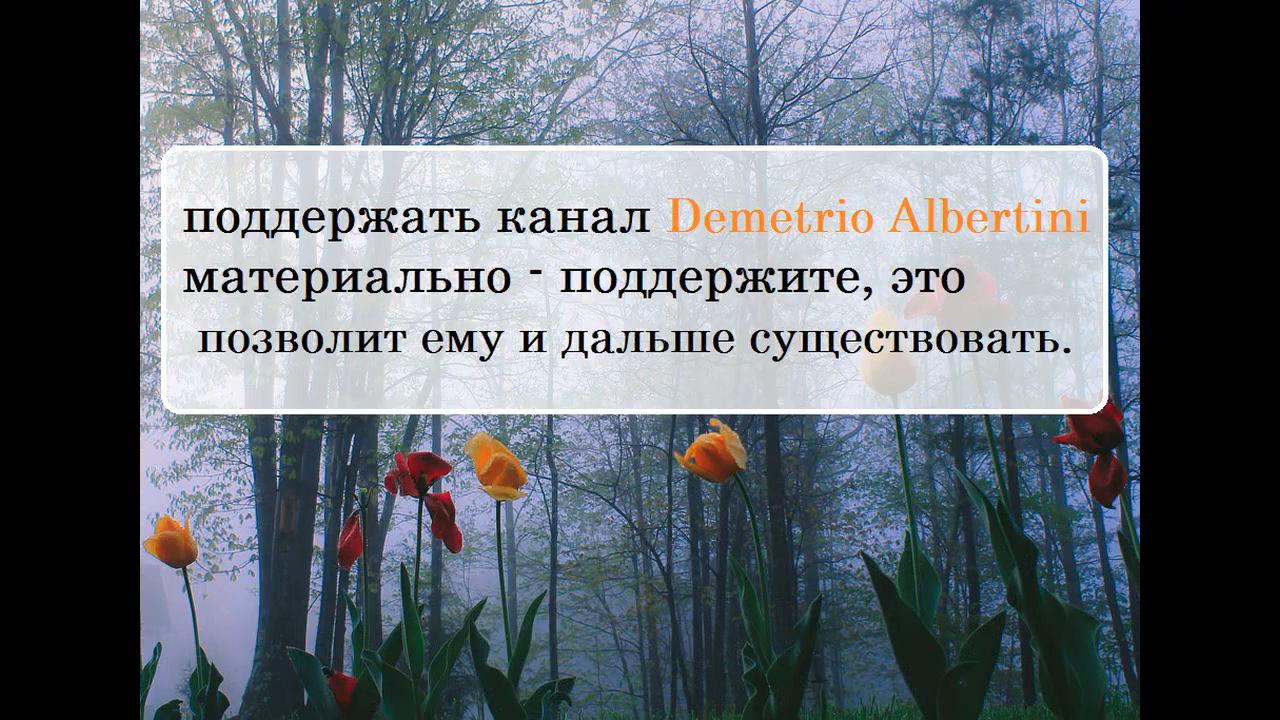 поддержать канал Demetrio Albertini
материально - поддержите, это
позволит ему и дальше существовать.